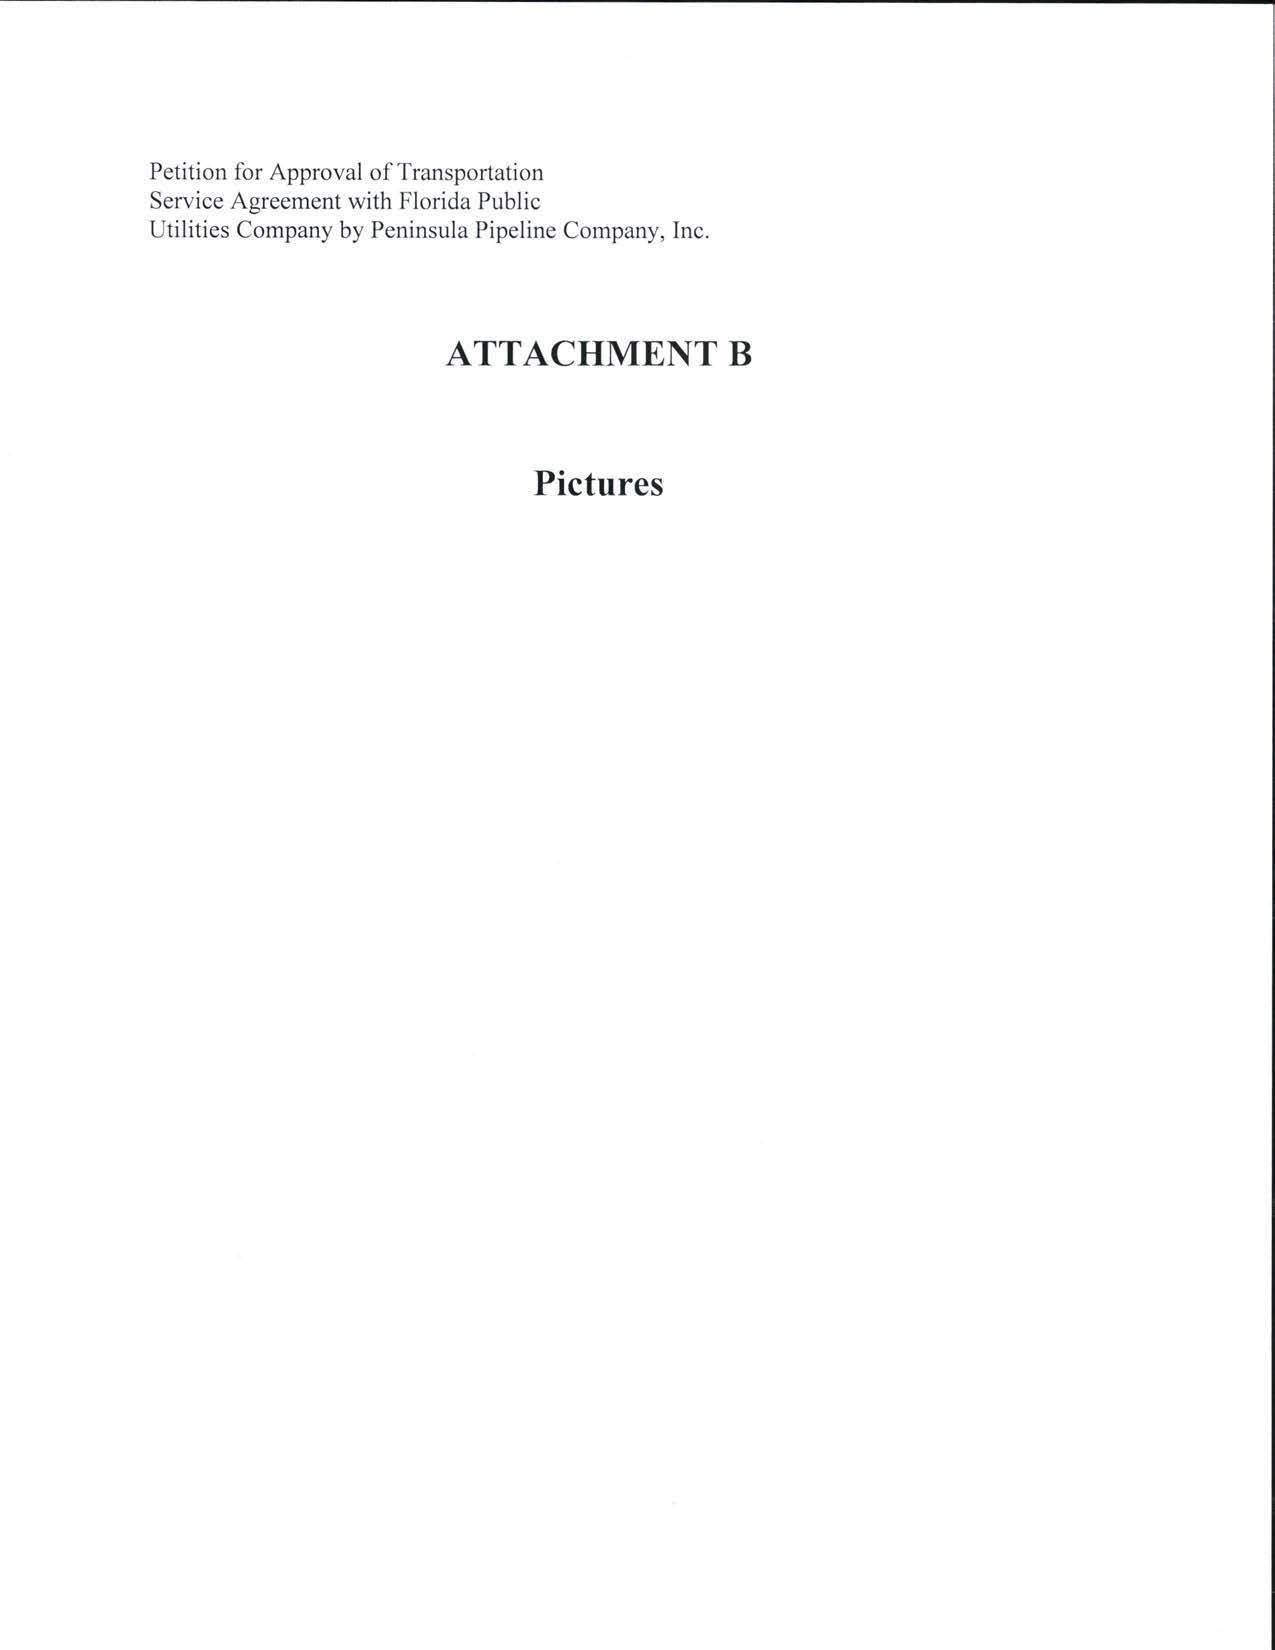 Petition for Approval of Transportation
Service Agreement with Florida Public
Utilities Company by Peninsula Pipeline Company, Inc.
ATTACHMENT B
Pictures